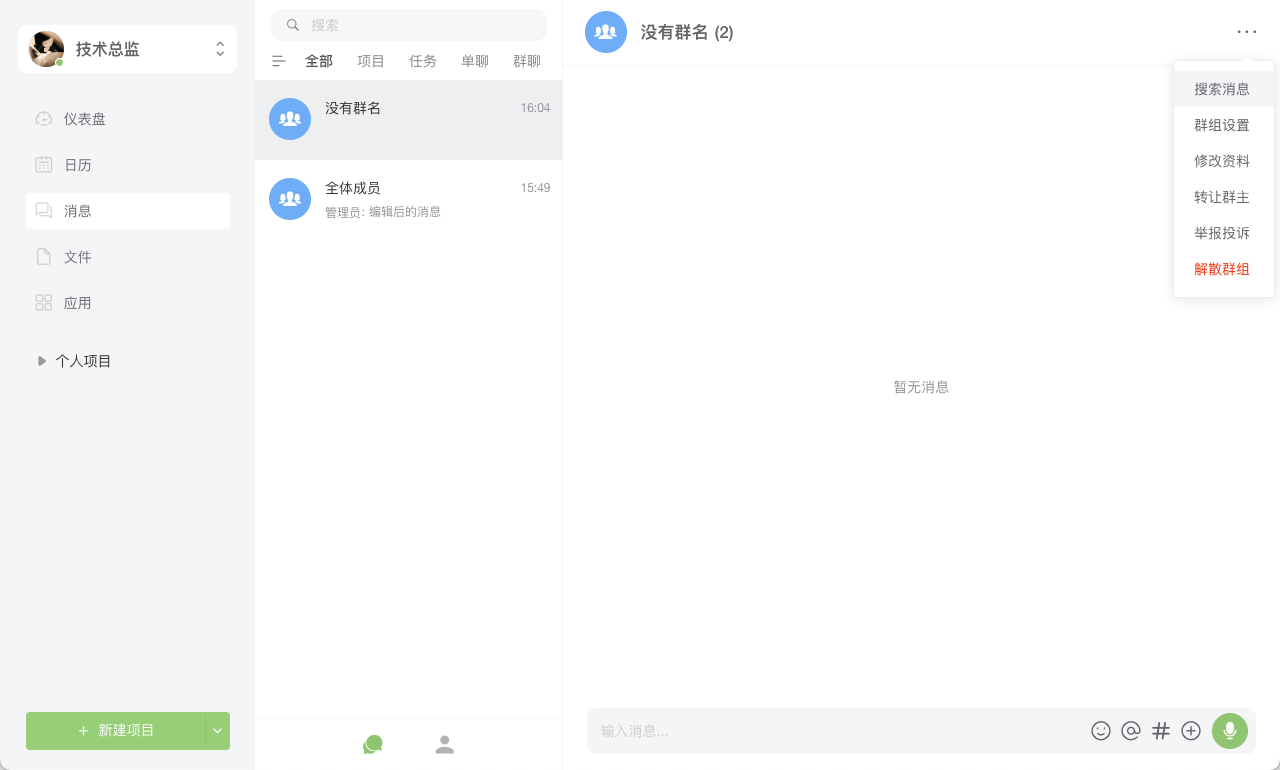 技术总监
仪表盘
日历
消息
文件
应用
个人项目
新建项目
搜索
全部 项目 任务 单聊 群聊
没有群名 16:04
全体成员 15:49
管理员: 编辑后的消息
没有群名 (2)
搜索消息
群组设置
修改资料
转让群主
举报投诉
解散群组
暂无消息
输入消息...